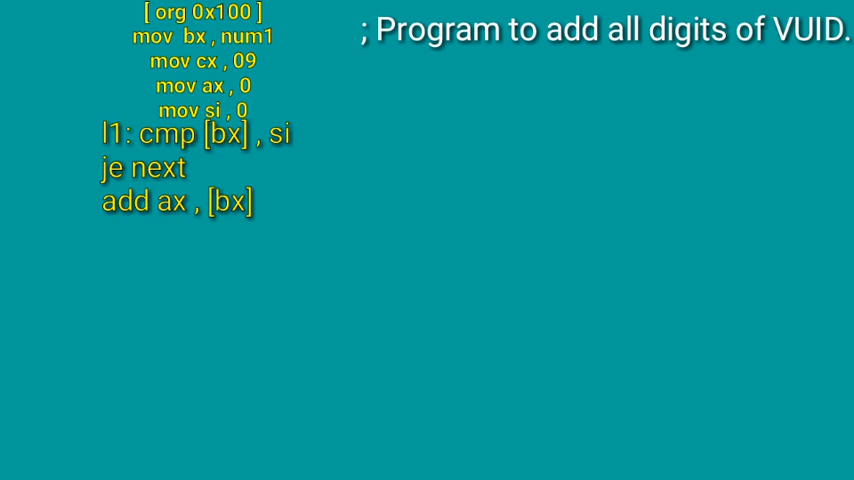 [ org 0x100 ]
mov bx , num1
mov cx , 09
mov ax , 0
mov si , 0
l1: cmp [bx] , si
je next
add ax , [bx]
; Program to add all digits of VUID.